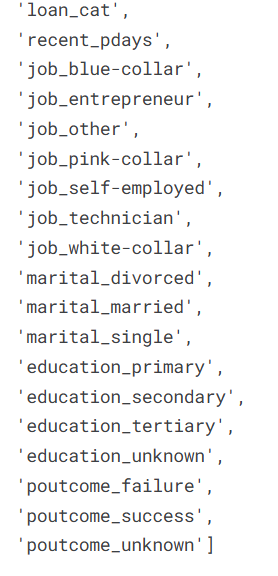 'loan_cat',
'recent_pdays',
'job_blue-collar',
'job_entrepreneur',
'job_other',
'job_pink-collar',
'job_self-employed',
'job_technician',
'job_white-collar',
'marital_divorced',
'marital_married',
'marital_single',
'education_primary',
'education_secondary',
'education_tertiary',
'education_unknown',
'poutcome_failure',
'poutcome_success',
'poutcome_unknown']